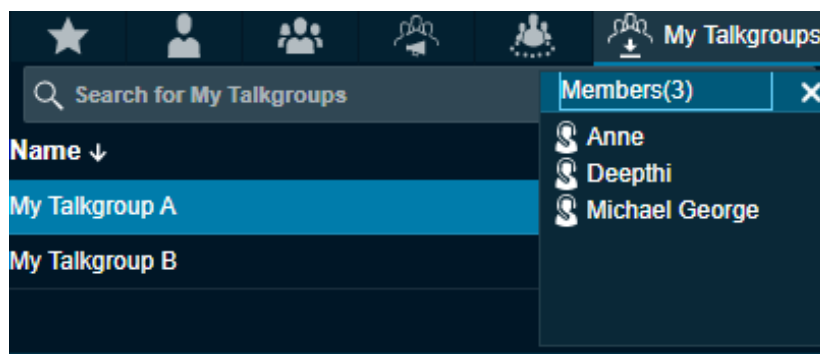 My Talkgroups
Search for My Talkgroups
Members(3)
Name
Anne
Deepthi
Michael George
My Talkgroup A
My Talkgroup B